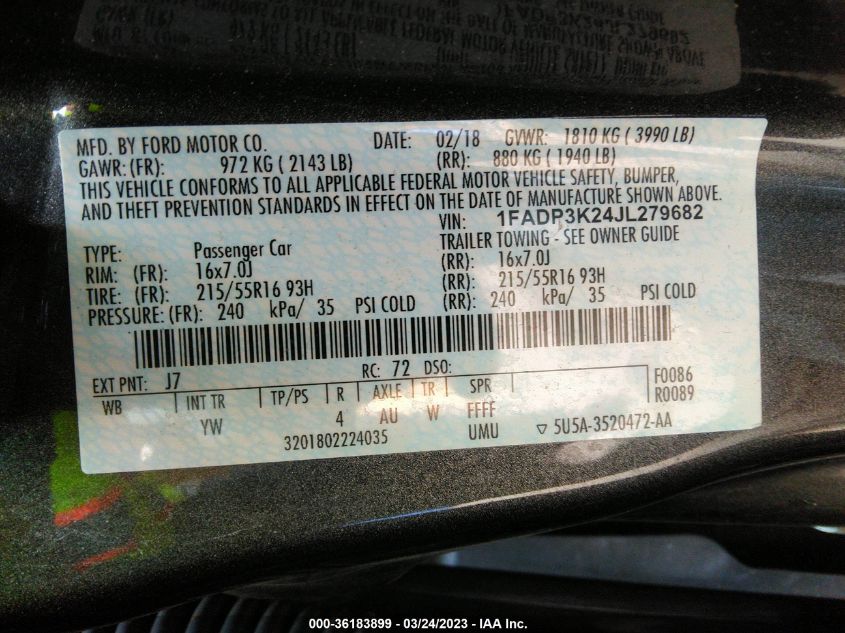 MFD. BY FORD MOTOR CO. DATE: 02/18 GVWR: 1810 KG ( 3990 LB)
GAWR: (FR): 972 KG ( 2143 LB) (RR): 880 KG ( 1940 LB)
THIS VEHICLE CONFORMS TO ALL APPLICABLE FEDERAL MOTOR VEHICLE SAFETY, BUMPER,
AND THEFT PREVENTION STANDARDS IN EFFECT ON THE DATE OF MANUFACTURE SHOWN ABOVE.
VIN: 1FADP3K24JL279682
TYPE: Passenger Car TRAILER TOWING - SEE OWNER GUIDE
RIM: (FR): 16x7.0J (RR): 16x7.0J
TIRE: (FR): 215/55R16 93H (RR): 215/55R16 93H
PRESSURE: (FR): 240 kPa/ 35 PSI COLD (RR): 240 kPa/ 35 PSI COLD
EXT PNT: J7 RC: 72 DSO: F0086
WB INT TR TP/PS R AXLE TR SPR R0089
YW 4 AU W FFFF
3201802224035 UMU ▽ 5U5A-3520472-AA
000-36183899 - 03/24/2023 - IAA Inc.